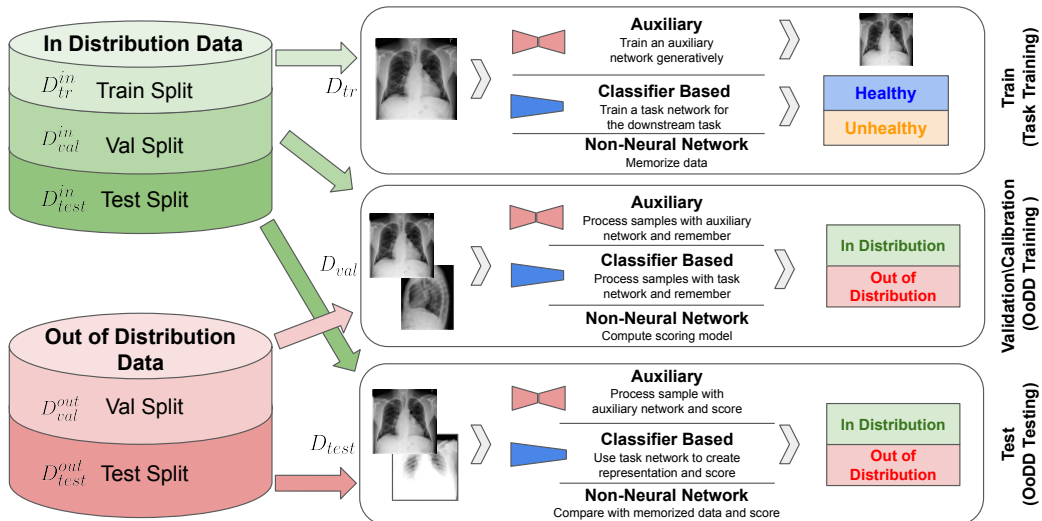 In Distribution Data
D_{tr}^{in} Train Split
D_{val}^{in} Val Split
D_{test}^{in} Test Split
Out of Distribution
Data
D_{val}^{out} Val Split
D_{test}^{out} Test Split
D_{tr}
Auxiliary
Train an auxiliary
network generatively
Classifier Based
Train a task network for
the downstream task
Non-Neural Network
Memorize data
Healthy
Unhealthy
Train
(Task Training)
D_{val}
Auxiliary
Process samples with auxiliary
network and remember
Classifier Based
Process samples with task
network and remember
Non-Neural Network
Compute scoring model
In Distribution
Out of
Distribution
Validation\Calibration
(OoDD Training )
D_{test}
Auxiliary
Process sample with
auxiliary network and score
Classifier Based
Use task network to create
representation and score
Non-Neural Network
Compare with memorized data and score
In Distribution
Out of
Distribution
Test
(OoDD Testing)